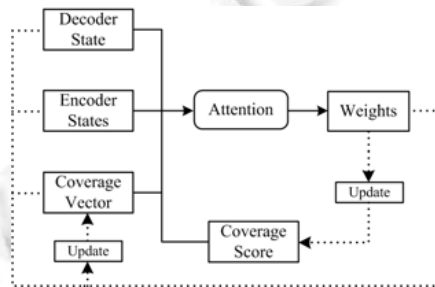 Decoder
State
Encoder
States
Attention
Weights
Coverage
Vector
Update
Update
Coverage
Score